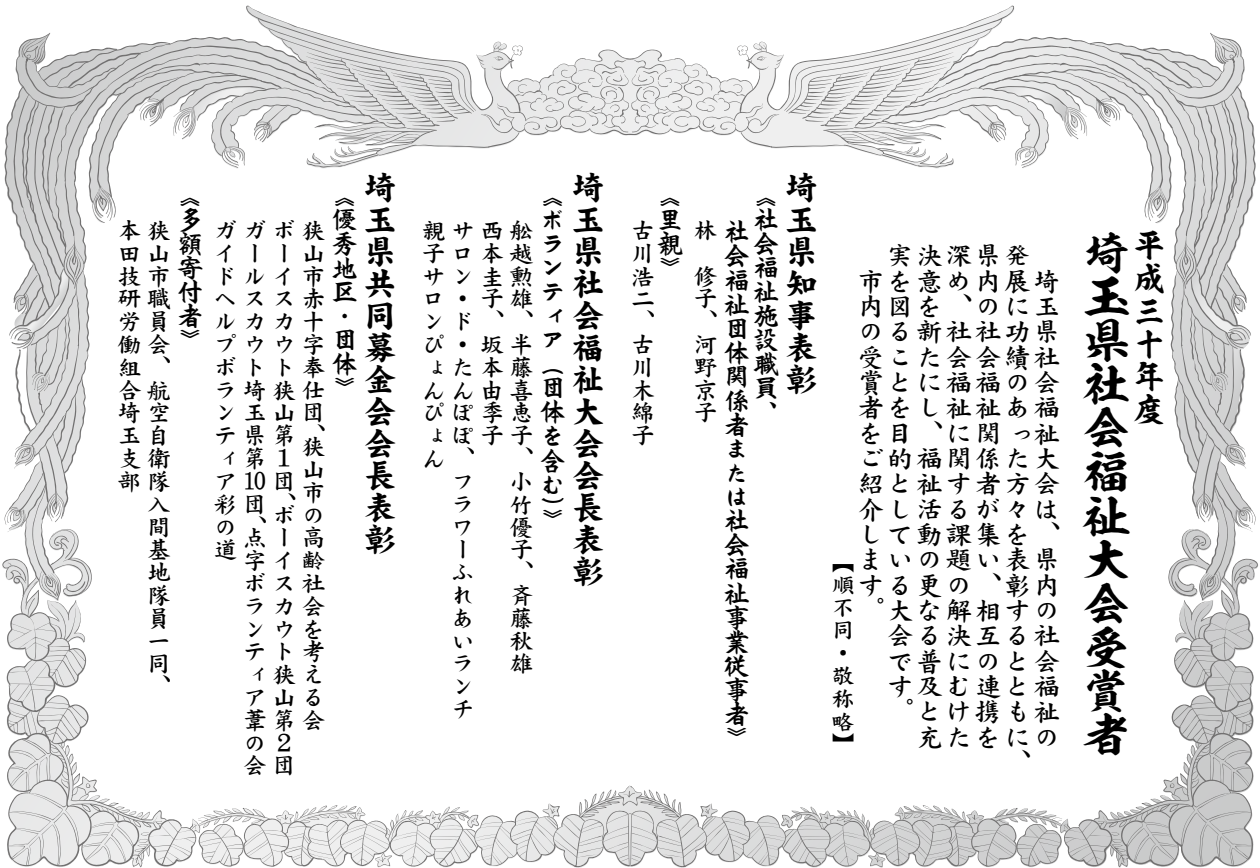 平成三十年度
埼玉県社会福祉大会受賞者
埼玉県社会福祉大会は、県内の社会福祉の
発展に功績のあった方々を表彰するとともに、
県内の社会福祉関係者が集い、相互の連携を
深め、社会福祉に関する課題の解決にむけた
決意を新たにし、福祉活動の更なる普及と充
実を図ることを目的としている大会です。
市内の受賞者をご紹介します。
【順不同・敬称略】
埼玉県知事表彰
《社会福祉施設職員、
社会福祉団体関係者または社会福祉事業従事者》
林　修子、河野京子
《里親》
古川浩二、古川木綿子
埼玉県社会福祉大会会長表彰
《ボランティア（団体を含む）》
舩越勲雄、半藤喜恵子、小竹優子、斉藤秋雄
西本圭子、坂本由季子
サロン・ド・たんぽぽ、フラワーふれあいランチ
親子サロンぴょんぴょん
埼玉県共同募金会会長表彰
《優秀地区・団体》
狭山市赤十字奉仕団、狭山市の高齢社会を考える会
ボーイスカウト狭山第１団、ボーイスカウト狭山第２団
ガールスカウト埼玉県第10団、点字ボランティア葦の会
ガイドヘルプボランティア彩の道
《多額寄付者》
狭山市職員会、航空自衛隊入間基地隊員一同、
本田技研労働組合埼玉支部